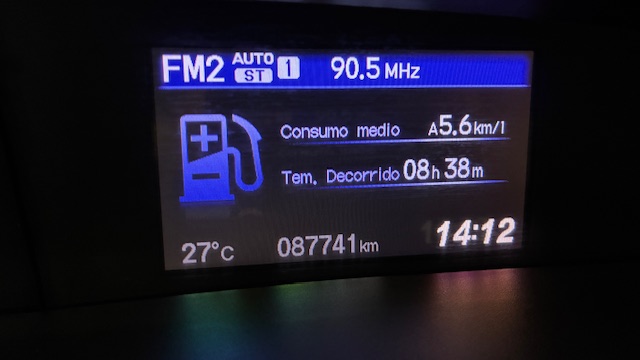 FM2 AUTO ST 1 90.5 MHz
Consumo medio A5.6 km/l
Tem. Decorrido 08h 38m
27°C 087741 km 14:12